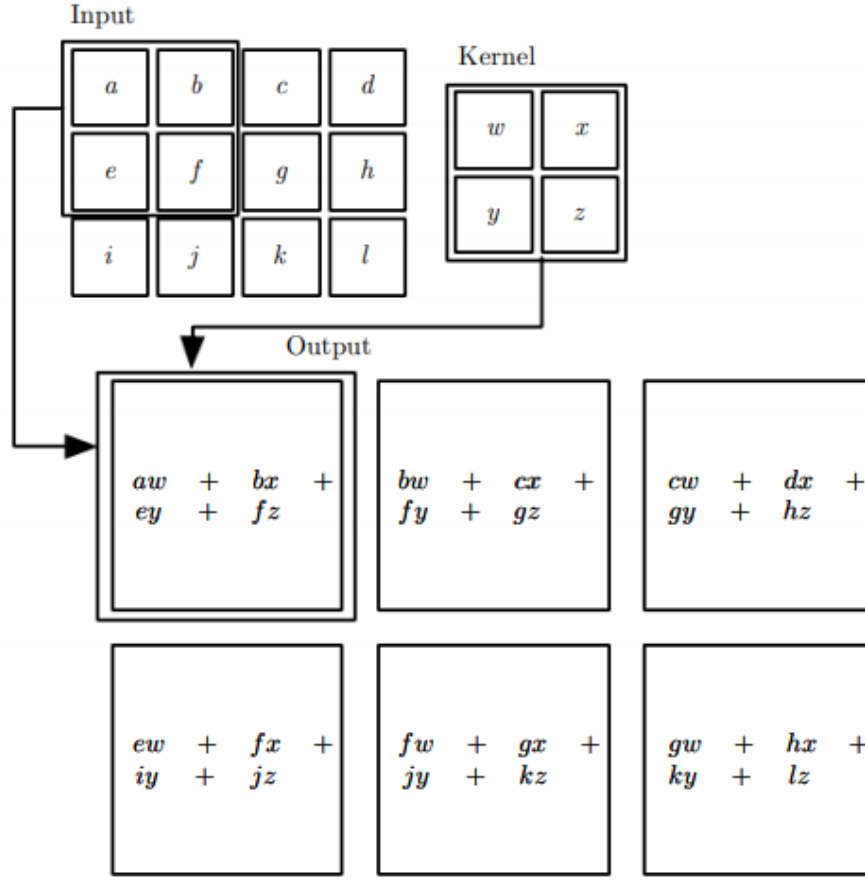 Input
a b c d
Kernel
w x
e f g h
y z
i j k l
Output
aw + bx +
ey + fz
bw + cx +
fy + gz
cw + dx +
gy + hz
ew + fx +
iy + jz
fw + gx +
jy + kz
gw + hx +
ky + lz